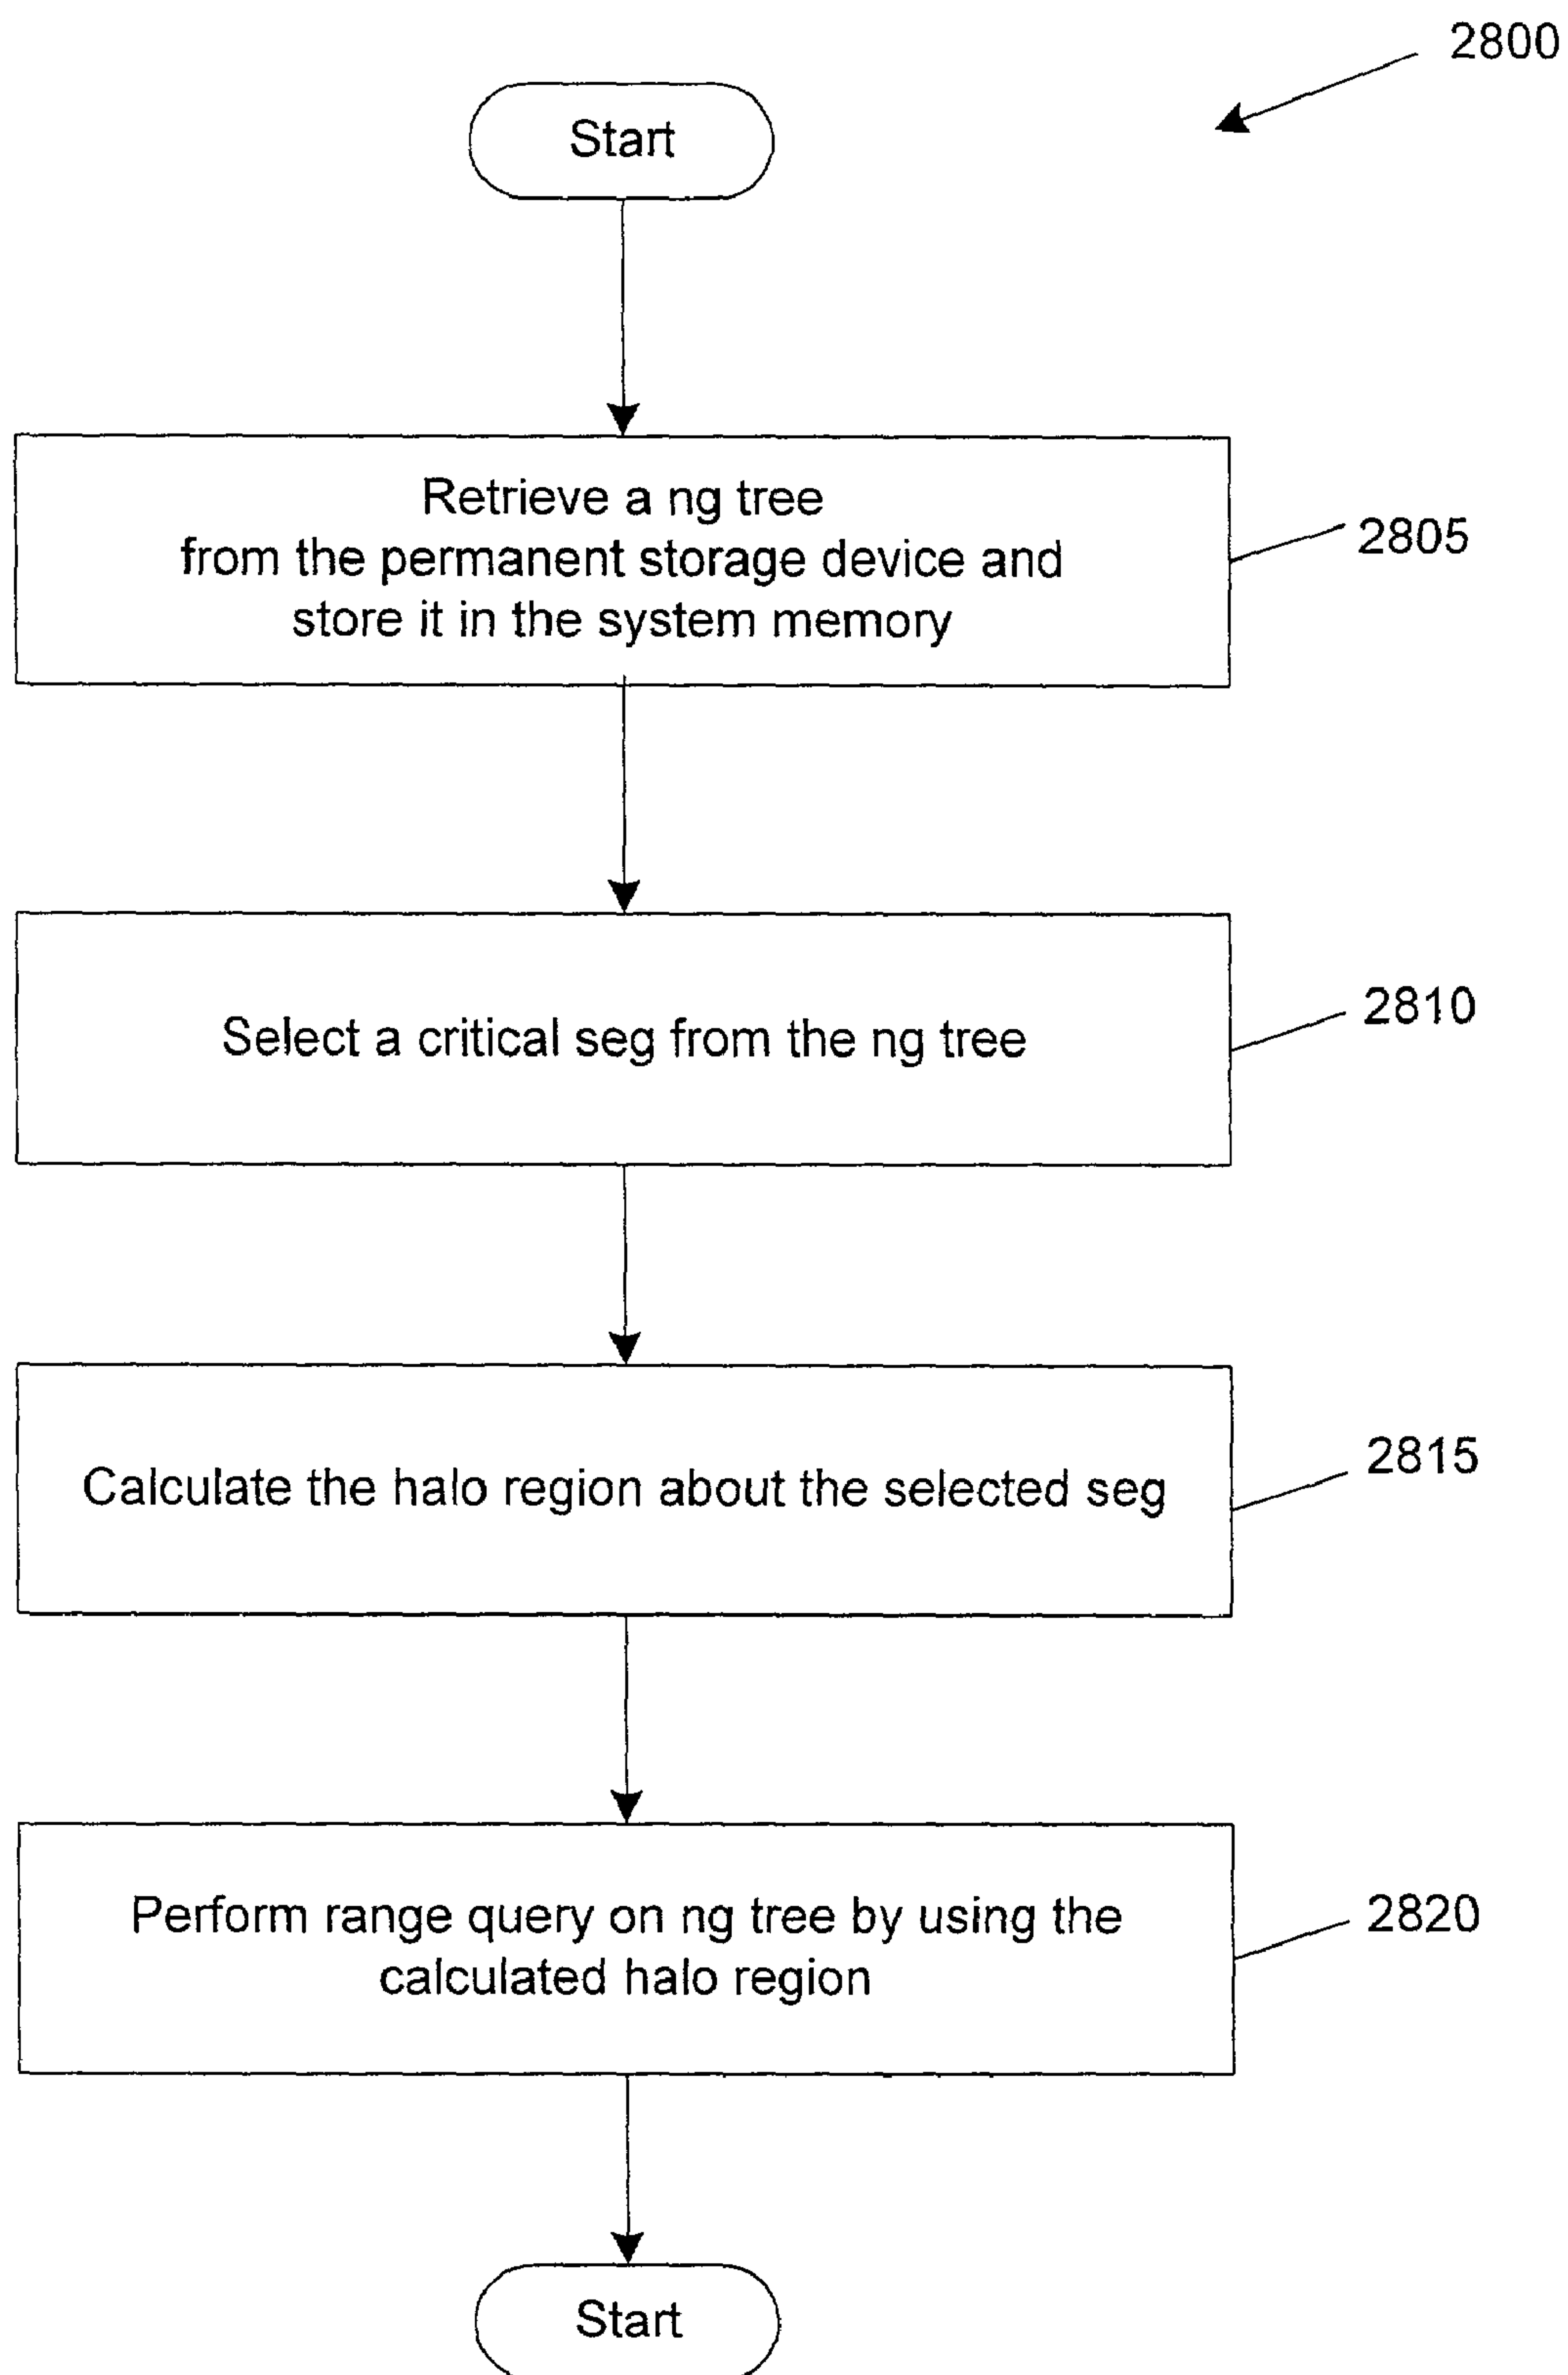 2800
Start
Retrieve a ng tree
from the permanent storage device and
store it in the system memory
2805
Select a critical seg from the ng tree
2810
Calculate the halo region about the selected seg
2815
Perform range query on ng tree by using the
calculated halo region
2820
Start